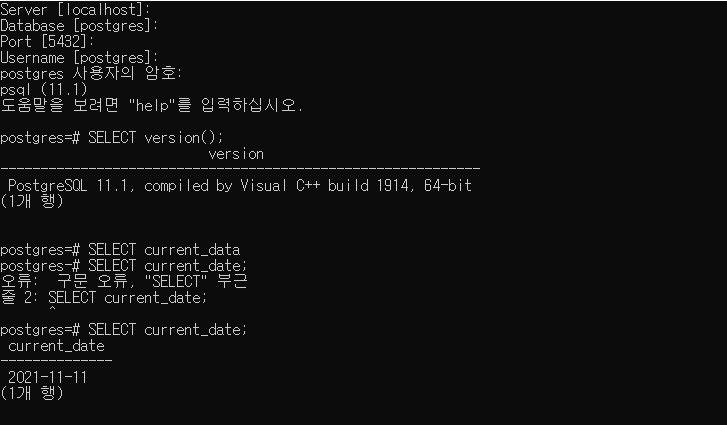 Server [localhost]:
Database [postgres]:
Port [5432]:
Username [postgres]:
postgres 사용자의 암호:
psql (11.1)
도움말을 보려면 "help"를 입력하십시오.
postgres=# SELECT version();
version
------------------------------------------------------------
PostgreSQL 11.1, compiled by Visual C++ build 1914, 64-bit
(1개 행)
postgres=# SELECT current_data
postgres-# SELECT current_date;
오류:  구문 오류, "SELECT" 부근
줄 2: SELECT current_date;
^
postgres=# SELECT current_date;
current_date
--------------
2021-11-11
(1개 행)